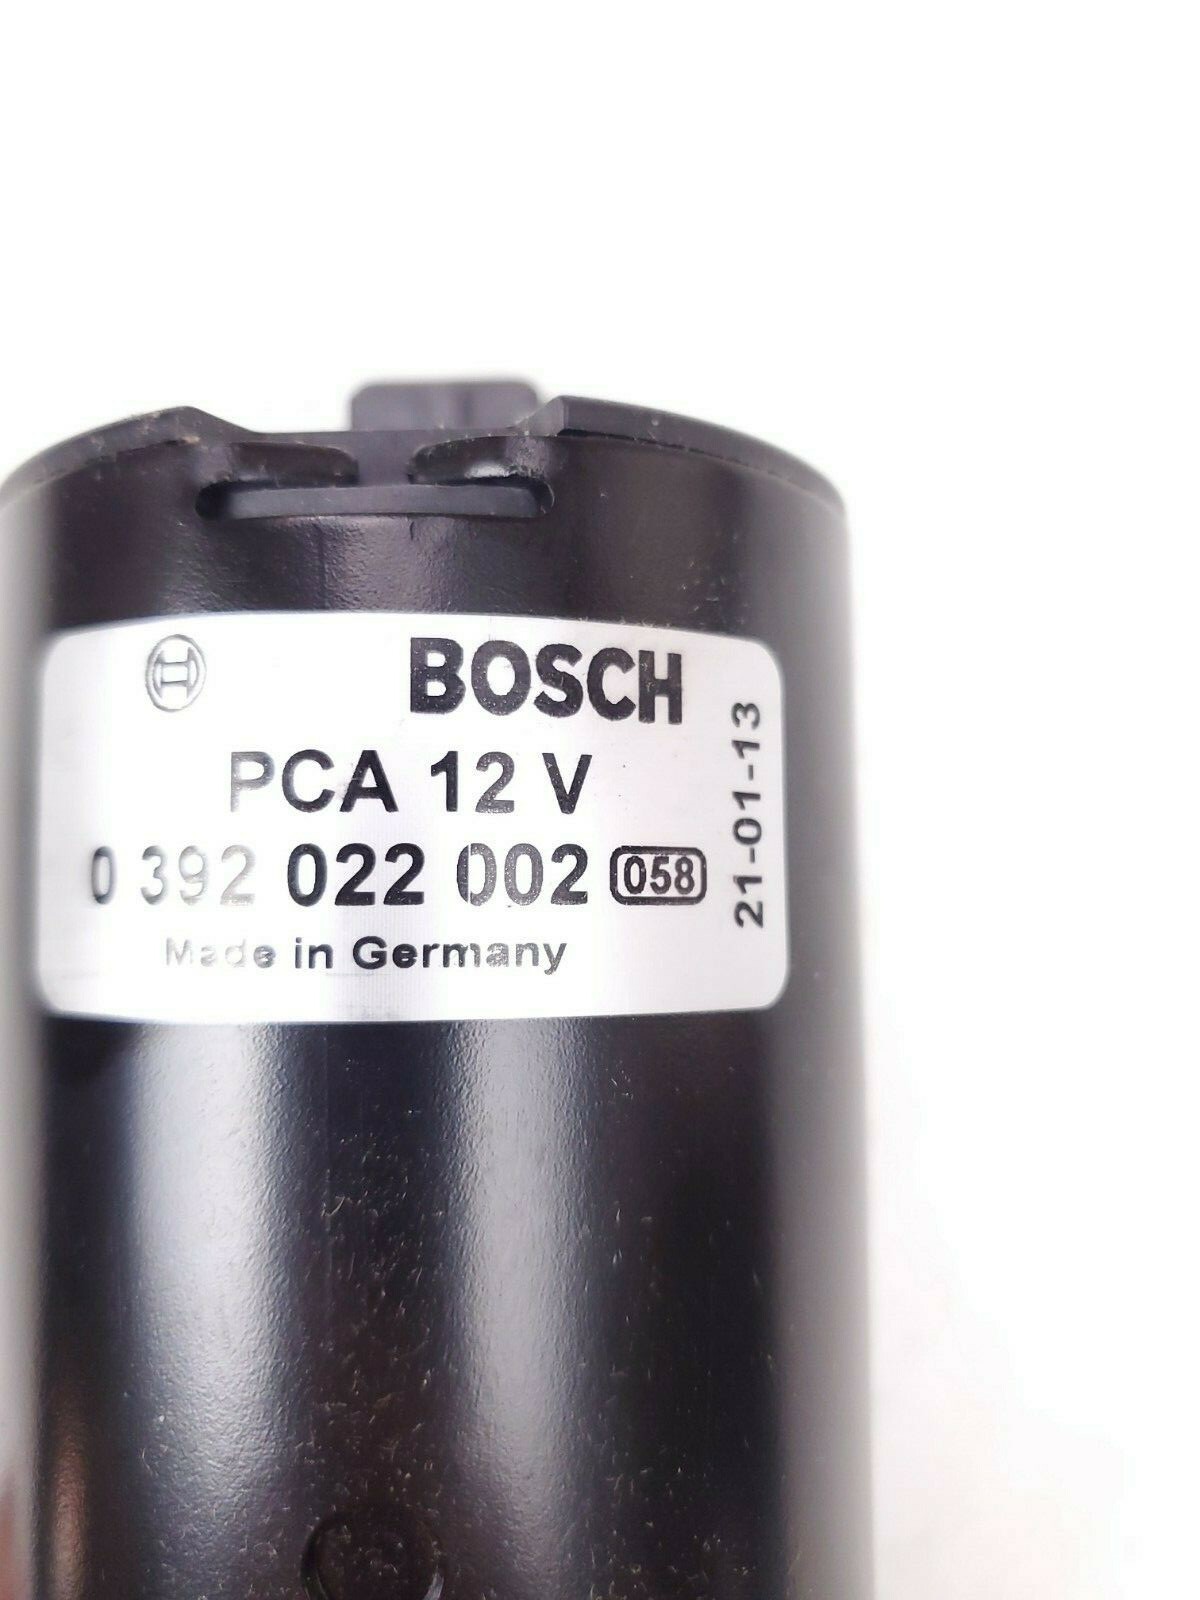 BOSCH
PCA 12 V
0 392 022 002 058
Made in Germany
21-01-13